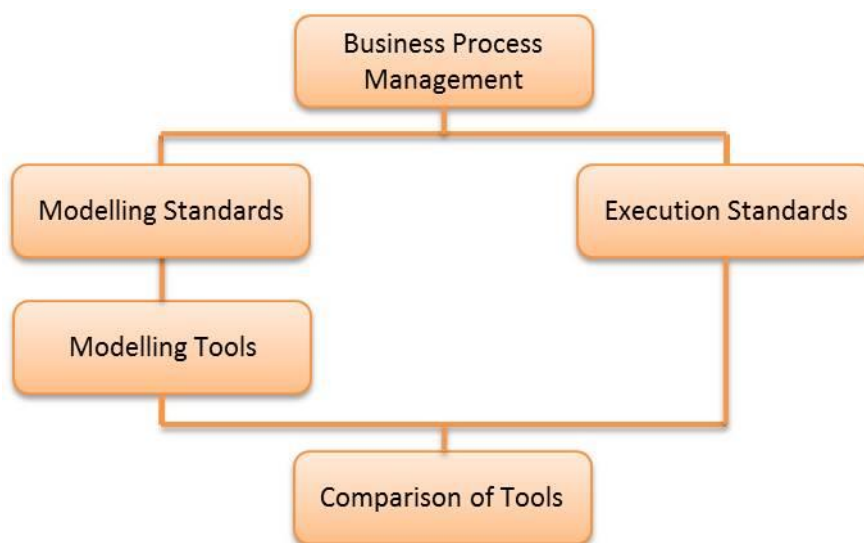 Business Process
Management
Modelling Standards
Execution Standards
Modelling Tools
Comparison of Tools